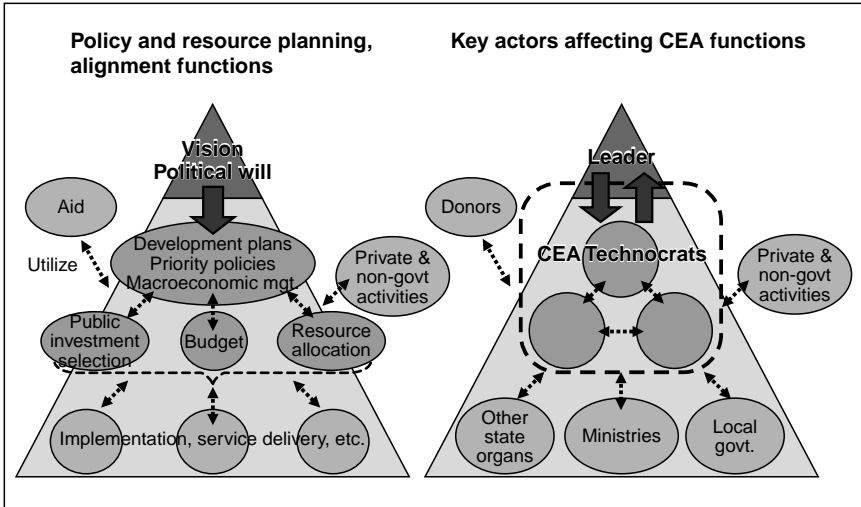 Policy and resource planning,
alignment functions
Vision
Political will
Aid
Utilize
Development plans
Priority policies
Macroeconomic mgt.
Private &
non-govt
activities
Public
investment
selection
Budget
Resource
allocation
Implementation, service delivery, etc.
Key actors affecting CEA functions
Leader
Donors
CEA Technocrats
Private &
non-govt
activities
Other
state
organs
Ministries
Local
govt.